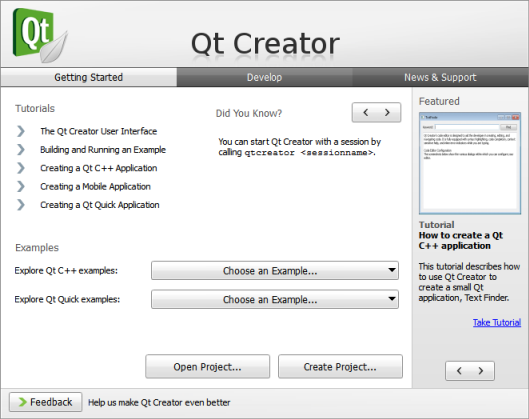 Qt
Qt Creator
Getting Started
Develop
News & Support
Tutorials
The Qt Creator User Interface
Building and Running an Example
Creating a Qt C++ Application
Creating a Mobile Application
Creating a Qt Quick Application
Did You Know?
You can start Qt Creator with a session by
calling qtcreator <sessionname>.
Examples
Explore Qt C++ examples:
Choose an Example...
Explore Qt Quick examples:
Choose an Example...
Open Project...
Create Project...
Featured
Tutorial
How to create a Qt
C++ application
This tutorial describes how
to use Qt Creator to
create a small Qt
application, Text Finder.
Take Tutorial
Feedback
Help us make Qt Creator even better